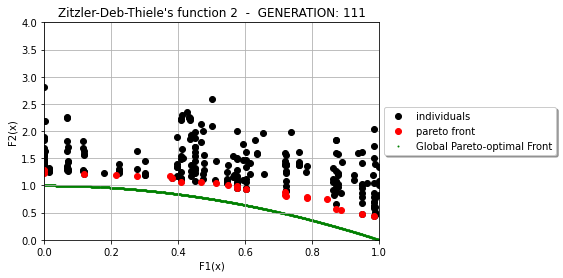 Zitzler-Deb-Thiele's function 2 - GENERATION: 111
4.0
3.5
3.0
2.5
2.0
1.5
1.0
0.5
0.0
F2(x)
0.0 0.2 0.4 0.6 0.8 1.0
F1(x)
individuals
pareto front
Global Pareto-optimal Front